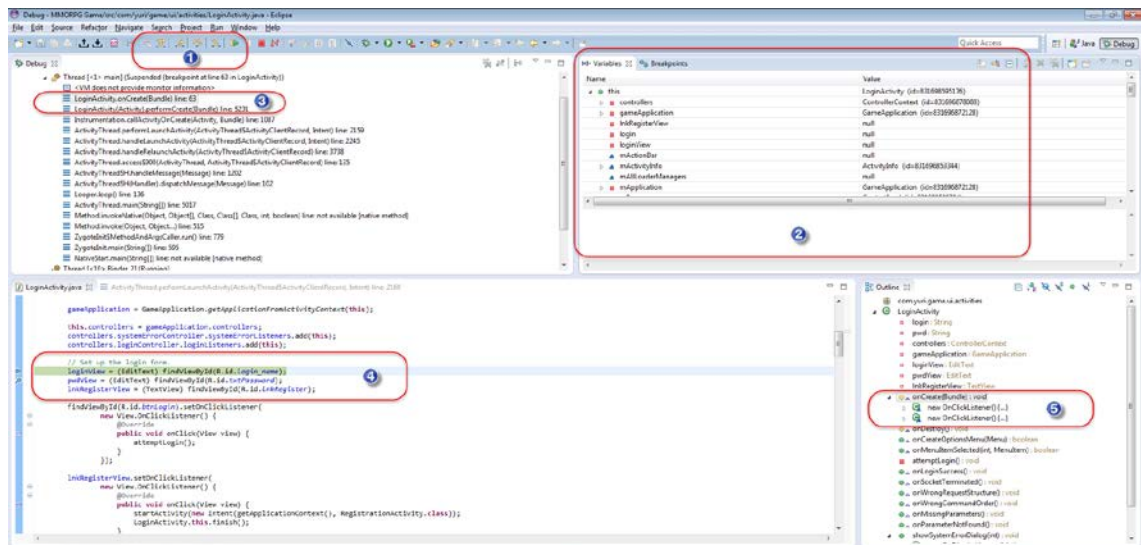 Debug - MMORPG Game/src/com/yuri/game/ui/activities/LoginActivity.java - Eclipse
File Edit Source Refactor Navigate Search Project Run Window Help
1
Quick Access
Java
Debug
Debug
Thread [<1> main] (Suspended (breakpoint at line 63 in LoginActivity))
<VM does not provide monitor information>
LoginActivity.onCreate(Bundle) line: 63
3
LoginActivity(Activity).performCreate(Bundle) line: 5231
Instrumentation.callActivityOnCreate(Activity, Bundle) line: 1087
ActivityThread.performLaunchActivity(ActivityThread$ActivityClientRecord, Intent) line: 2159
ActivityThread.handleLaunchActivity(ActivityThread$ActivityClientRecord, Intent) line: 2245
ActivityThread.handleRelaunchActivity(ActivityThread$ActivityClientRecord) line: 3738
ActivityThread.access$900(ActivityThread, ActivityThread$ActivityClientRecord) line: 135
ActivityThread$H.handleMessage(Message) line: 1202
ActivityThread$H(Handler).dispatchMessage(Message) line: 102
Looper.loop() line: 136
ActivityThread.main(String[]) line: 5017
Method.invokeNative(Object, Object[], Class, Class[], Class, int, boolean) line: not available [native method]
Method.invoke(Object, Object...) line: 515
ZygoteInit$MethodAndArgsCaller.run() line: 779
ZygoteInit.main(String[]) line: 595
NativeStart.main(String[]) line: not available [native method]
Thread [<10> Binder_2] (Running)
Variables
Breakpoints
Name Value
this LoginActivity
controllers ControllerContext
gameApplication GameApplication
lnkRegisterView null
login null
loginView null
mActionBar null
mActivityInfo ActivityInfo
mAllLoaderManagers null
mApplication GameApplication
2
LoginActivity.java
ActivityThread.performLaunchActivity(ActivityThread$ActivityClientRecord, Intent) line:
gameApplication = GameApplication.getApplicationFromActivityContext(this);
this.controllers = gameApplication.controllers;
controllers.systemErrorController.systemErrorListeners.add(this);
controllers.loginController.loginListeners.add(this);
// Set up the login form.
loginView = (EditText) findViewById(R.id.login_name);
pwdView = (EditText) findViewById(R.id.txtPassword);
lnkRegisterView = (TextView) findViewById(R.id.lnkRegister);
4
findViewById(R.id.btnLogin).setOnClickListener(
new View.OnClickListener() {
@Override
public void onClick(View view) {
attemptLogin();
}
});
lnkRegisterView.setOnClickListener(
new View.OnClickListener() {
@Override
public void onClick(View view) {
startActivity(new Intent(getApplicationContext(), RegistrationActivity.class));
LoginActivity.this.finish();
}
Outline
com.yuri.game.ui.activities
LoginActivity
login : String
pwd : String
controllers : ControllerContext
gameApplication : GameApplication
loginView : EditText
pwdView : EditText
lnkRegisterView : TextView
onCreate(Bundle) : void
new OnClickListener() {...}
new OnClickListener() {...}
5
onDestroy() : void
onCreateOptionsMenu(Menu) : boolean
onMenuItemSelected(int, MenuItem) : boolean
attemptLogin() : void
onLoginSuccess() : void
onSocketTerminated() : void
onWrongRequestStructure() : void
onWrongCommandOrder() : void
onMissingParameters() : void
onParameterNotFound() : void
showSystemErrorDialog(int) : void